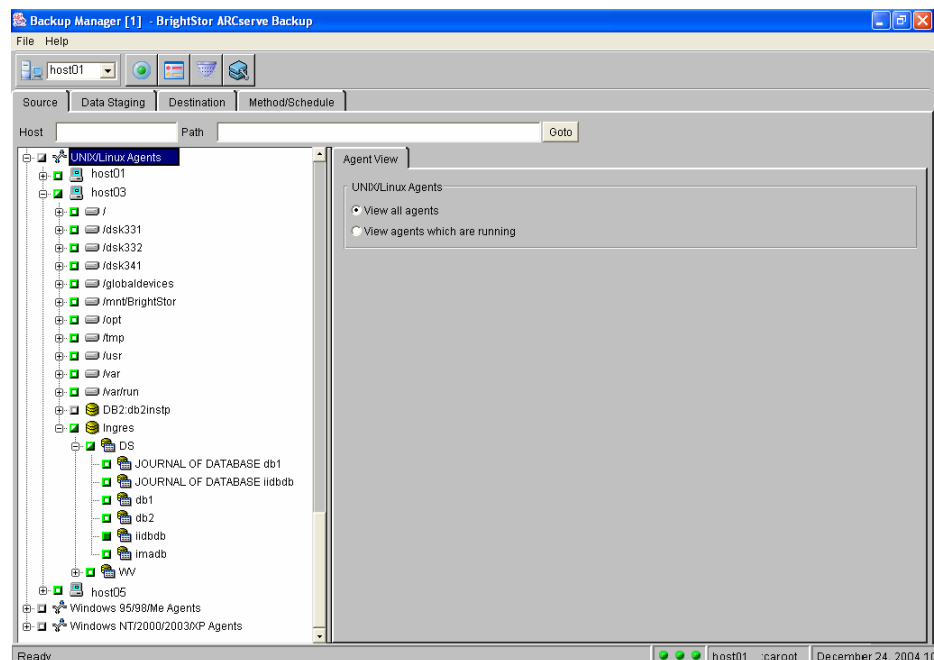 Backup Manager [1] - BrightStor ARCserve Backup
File Help
host01
Source Data Staging Destination Method/Schedule
Host Path Goto
UNIX/Linux Agents
host01
host03
/
/dsk331
/dsk332
/dsk341
/globaldevices
/mnt/BrightStor
/opt
/tmp
/usr
/var
/var/run
DB2:db2instp
Ingres
DS
JOURNAL OF DATABASE db1
JOURNAL OF DATABASE iidbdb
db1
db2
iidbdb
imadb
WV
host05
Windows 95/98/Me Agents
Windows NT/2000/2003/XP Agents
Agent View
UNIX/Linux Agents
View all agents
View agents which are running
Ready host01 :caroot December 24, 2004 10